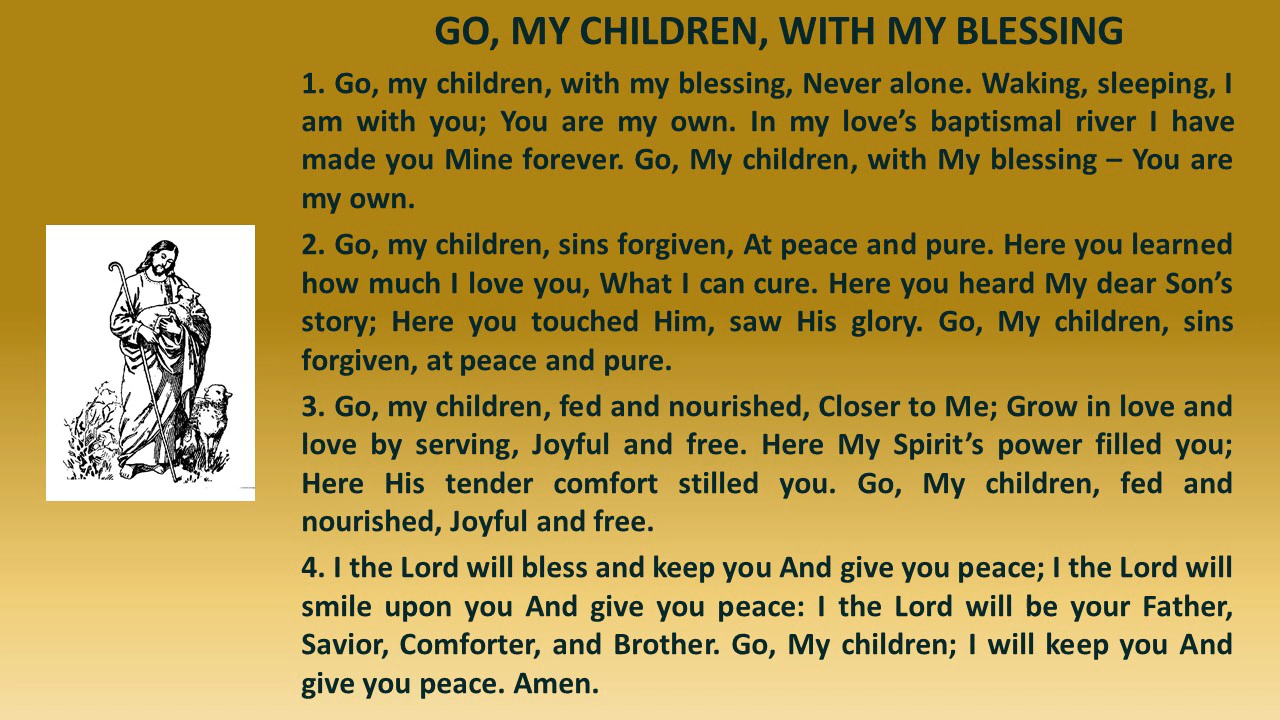 GO, MY CHILDREN, WITH MY BLESSING
1. Go, my children, with my blessing, Never alone. Waking, sleeping, I
am with you; You are my own. In my love’s baptismal river I have
made you Mine forever. Go, My children, with My blessing – You are
my own.
2. Go, my children, sins forgiven, At peace and pure. Here you learned
how much I love you, What I can cure. Here you heard My dear Son’s
story; Here you touched Him, saw His glory. Go, My children, sins
forgiven, at peace and pure.
3. Go, my children, fed and nourished, Closer to Me; Grow in love and
love by serving, Joyful and free. Here My Spirit’s power filled you;
Here His tender comfort stilled you. Go, My children, fed and
nourished, Joyful and free.
4. I the Lord will bless and keep you And give you peace; I the Lord will
smile upon you And give you peace: I the Lord will be your Father,
Savior, Comforter, and Brother. Go, My children; I will keep you And
give you peace. Amen.